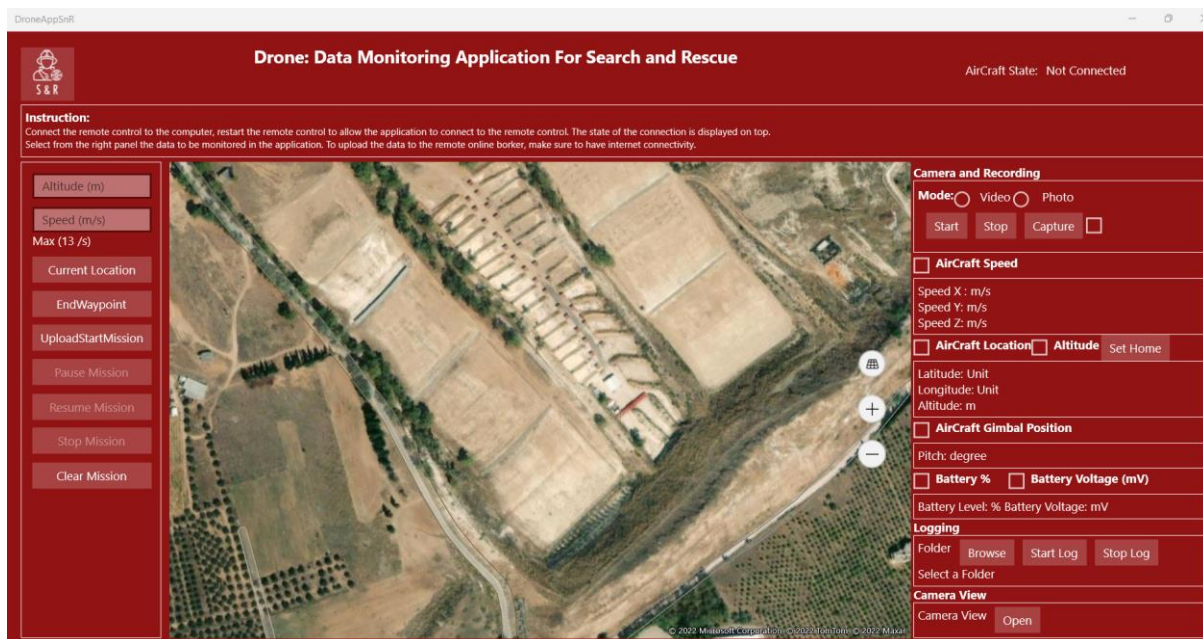 DroneAppSnR
Drone: Data Monitoring Application For Search and Rescue
S & R
AirCraft State: Not Connected
Instruction:
Connect the remote control to the computer, restart the remote control to allow the application to connect to the remote control. The state of the connection is displayed on top.
Select from the right panel the data to be monitored in the application. To upload the data to the remote online borker, make sure to have internet connectivity.
Altitude (m)
Speed (m/s)
Max (13 /s)
Current Location
EndWaypoint
UploadStartMission
Pause Mission
Resume Mission
Stop Mission
Clear Mission
© 2022 Microsoft Corporation © 2022 TomTom © 2022 Maxar
Camera and Recording
Mode: Video Photo
Start Stop Capture
AirCraft Speed
Speed X : m/s
Speed Y: m/s
Speed Z: m/s
AirCraft Location Altitude Set Home
Latitude: Unit
Longitude: Unit
Altitude: m
AirCraft Gimbal Position
Pitch: degree
Battery % Battery Voltage (mV)
Battery Level: % Battery Voltage: mV
Logging
Folder Browse Start Log Stop Log
Select a Folder
Camera View
Camera View Open